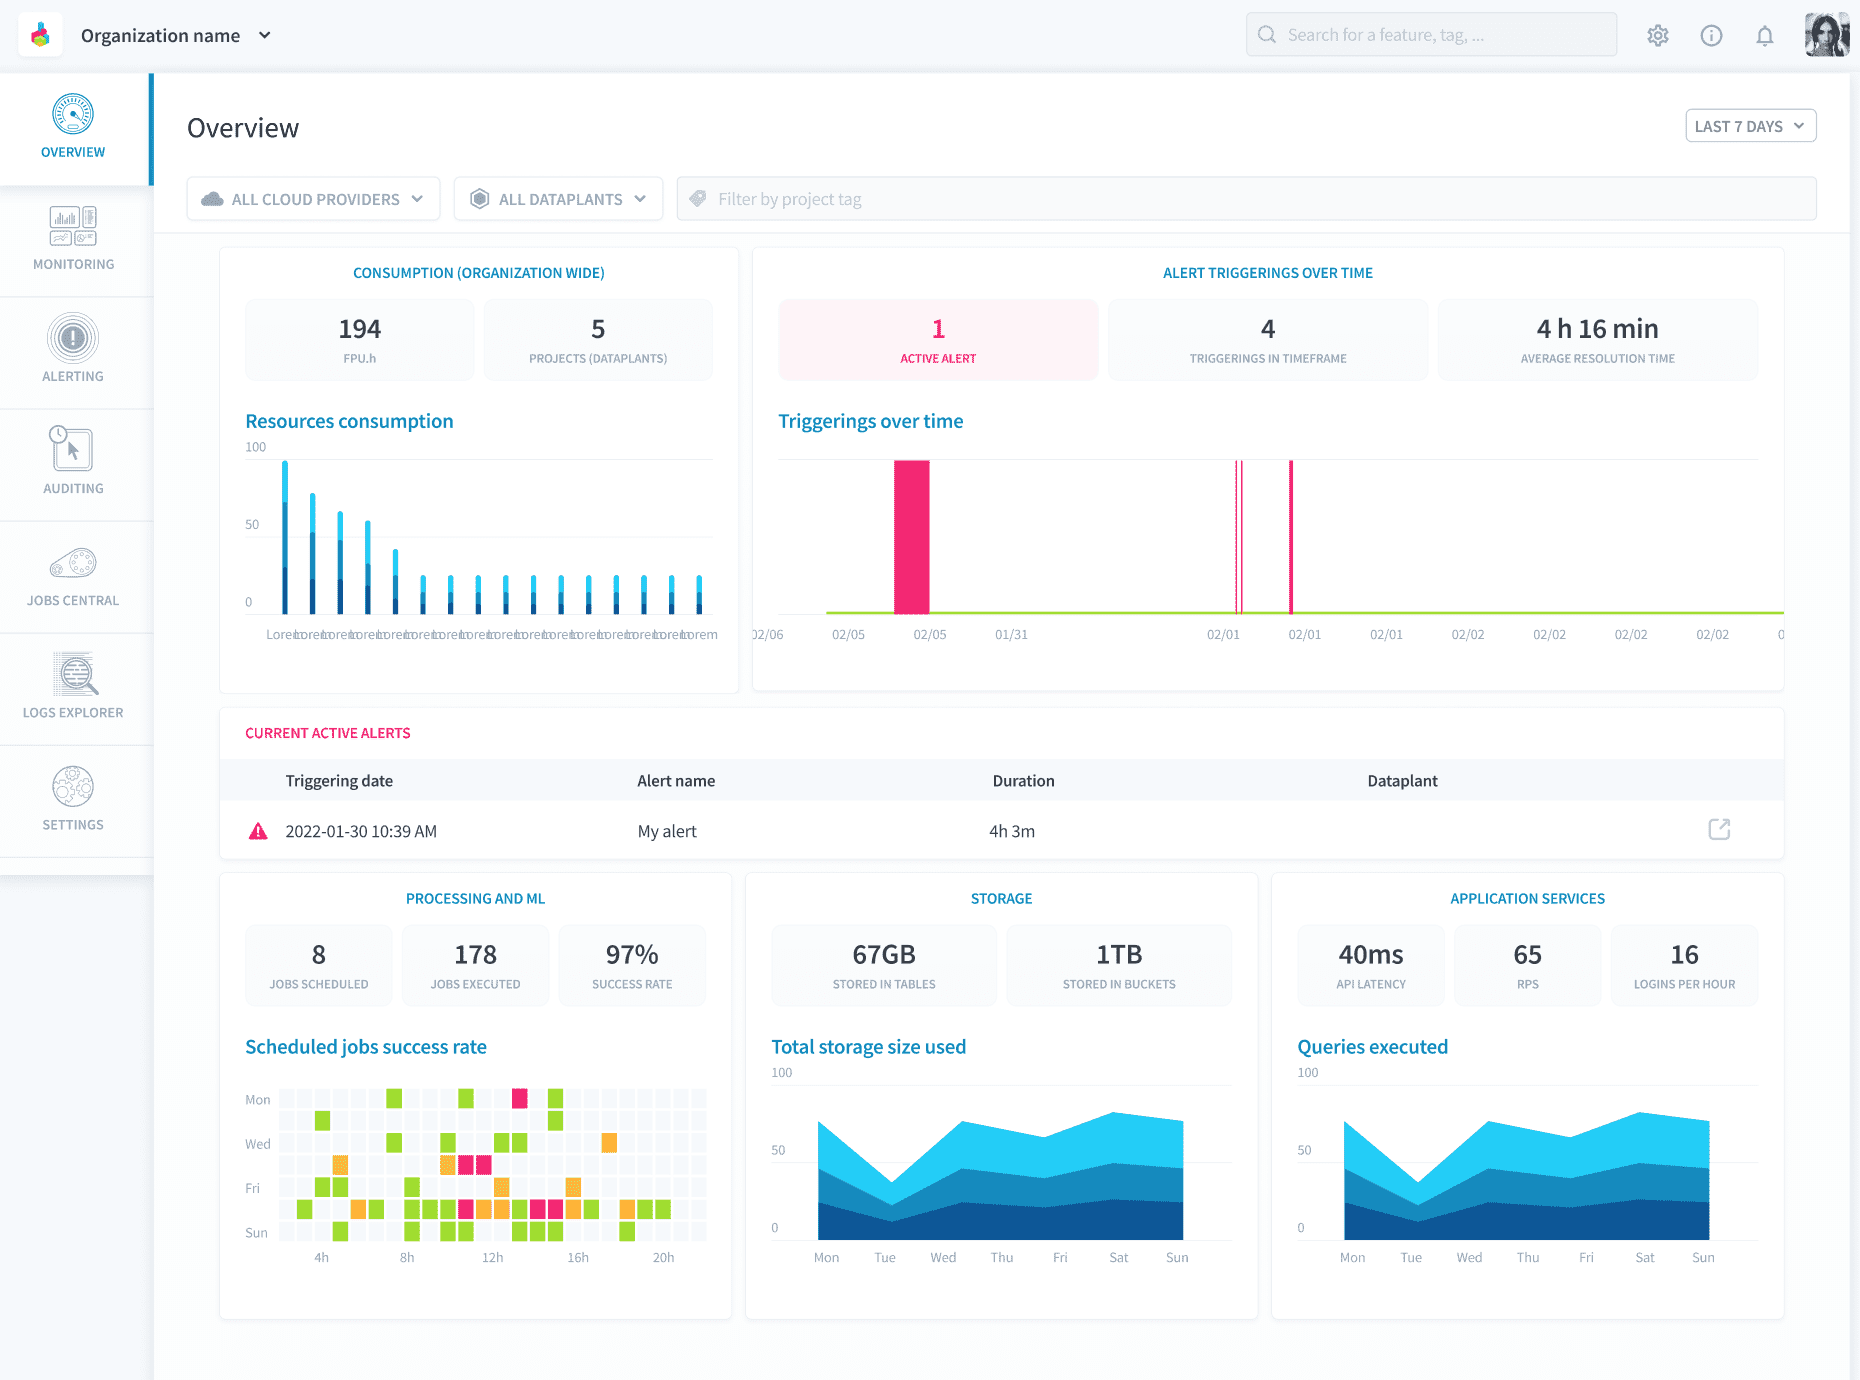 Organization name
Search for a feature, tag, ...
OVERVIEW
MONITORING
ALERTING
AUDITING
JOBS CENTRAL
LOGS EXPLORER
SETTINGS
Overview
LAST 7 DAYS
ALL CLOUD PROVIDERS
ALL DATAPLANTS
Filter by project tag
CONSUMPTION (ORGANIZATION WIDE)
194
FPU.h
5
PROJECTS (DATAPLANTS)
Resources consumption
100
50
0
Lorem Lorem Lorem Lorem Lorem Lorem Lorem Lorem Lorem Lorem Lorem Lorem Lorem Lorem Lorem Lorem
ALERT TRIGGERINGS OVER TIME
1
ACTIVE ALERT
4
TRIGGERINGS IN TIMEFRAME
4 h 16 min
AVERAGE RESOLUTION TIME
Triggerings over time
02/06 02/05 02/05 01/31 02/01 02/01 02/01 02/02 02/02 02/02 02/02 0
CURRENT ACTIVE ALERTS
Triggering date Alert name Duration Dataplant
2022-01-30 10:39 AM My alert 4h 3m
PROCESSING AND ML
8
JOBS SCHEDULED
178
JOBS EXECUTED
97%
SUCCESS RATE
Scheduled jobs success rate
Mon
Wed
Fri
Sun
4h 8h 12h 16h 20h
STORAGE
67GB
STORED IN TABLES
1TB
STORED IN BUCKETS
Total storage size used
100
50
0
Mon Tue Wed Thu Fri Sat Sun
APPLICATION SERVICES
40ms
API LATENCY
65
RPS
16
LOGINS PER HOUR
Queries executed
100
50
0
Mon Tue Wed Thu Fri Sat Sun